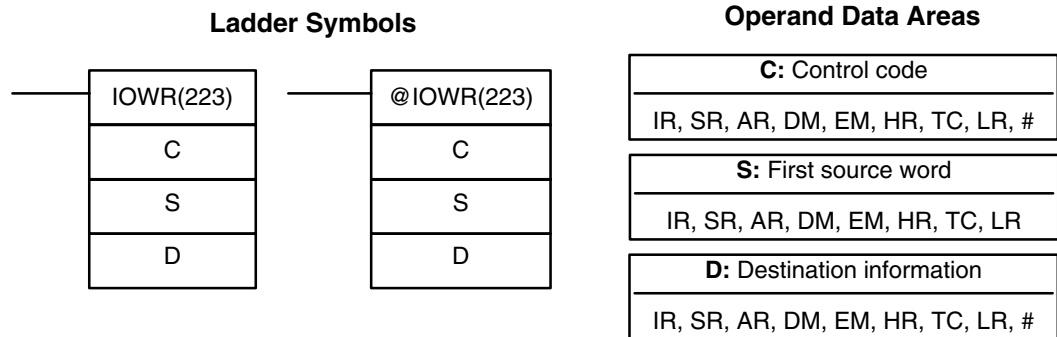 Ladder Symbols
IOWR(223)
C
S
D
@IOWR(223)
C
S
D
Operand Data Areas
C: Control code
IR, SR, AR, DM, EM, HR, TC, LR, #
S: First source word
IR, SR, AR, DM, EM, HR, TC, LR
D: Destination information
IR, SR, AR, DM, EM, HR, TC, LR, #